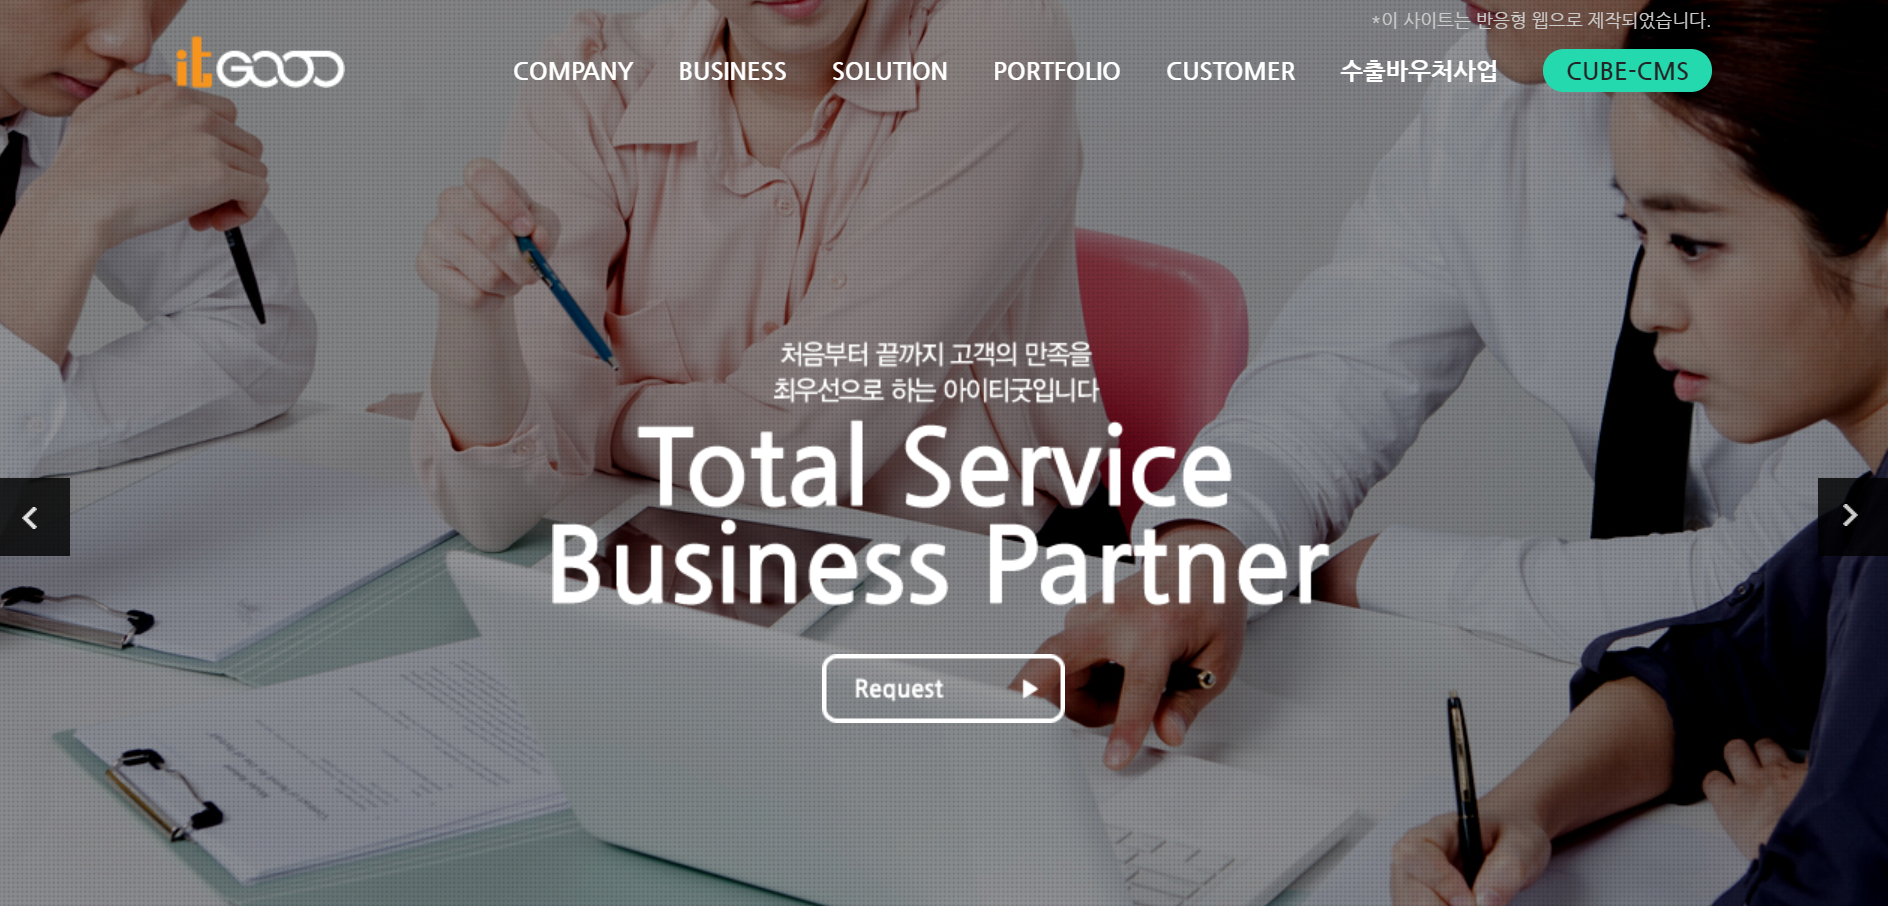 *이 사이트는 반응형 웹으로 제작되었습니다.
itGOOD
COMPANY BUSINESS SOLUTION PORTFOLIO CUSTOMER 수출바우처사업 CUBE-CMS
처음부터 끝까지 고객의 만족을
최우선으로 하는 아이티굿입니다
Total Service
Business Partner
Request